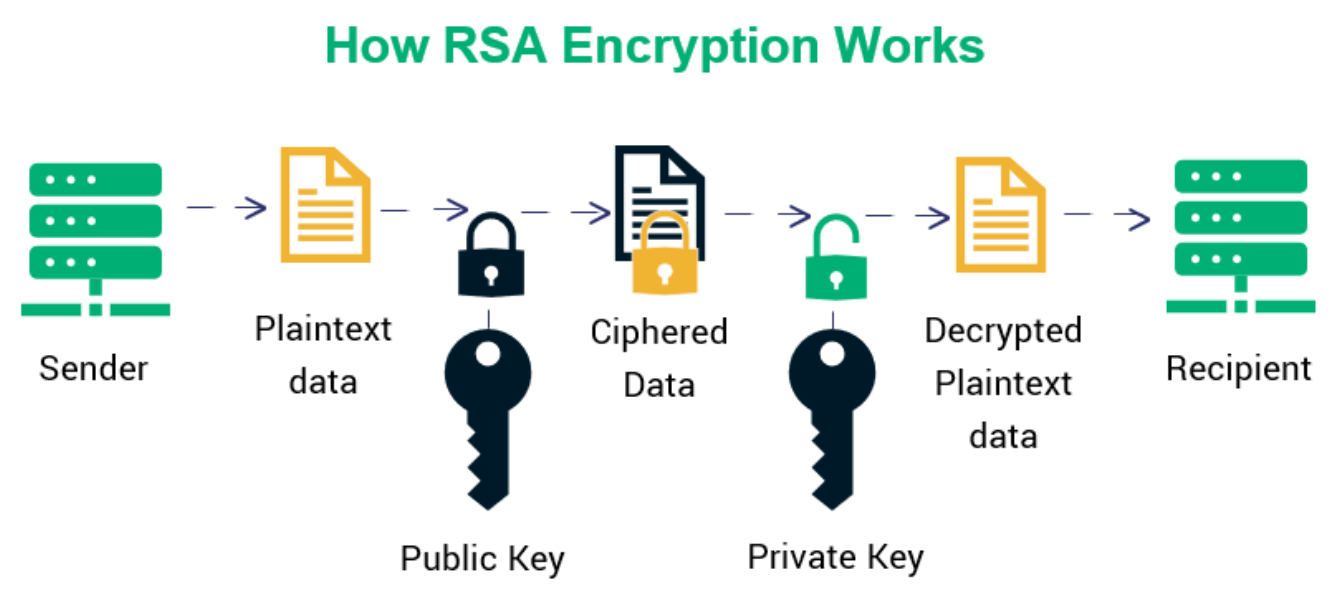 How RSA Encryption Works
Sender
Plaintext
data
Public Key
Ciphered
Data
Private Key
Decrypted
Plaintext
data
Recipient